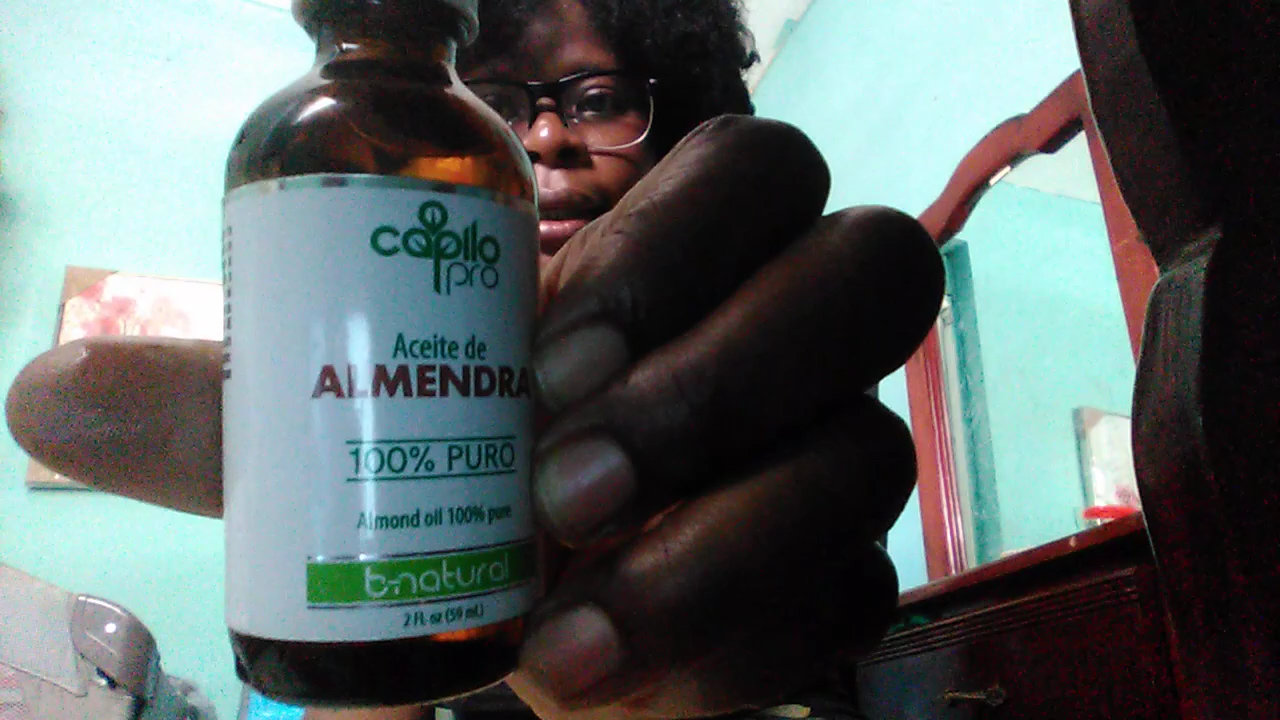 capilo
pro
Aceite de
ALMENDRA
100% PURO
Almond oil 100% pure
b-natural
2 Fl. oz (59 mL)